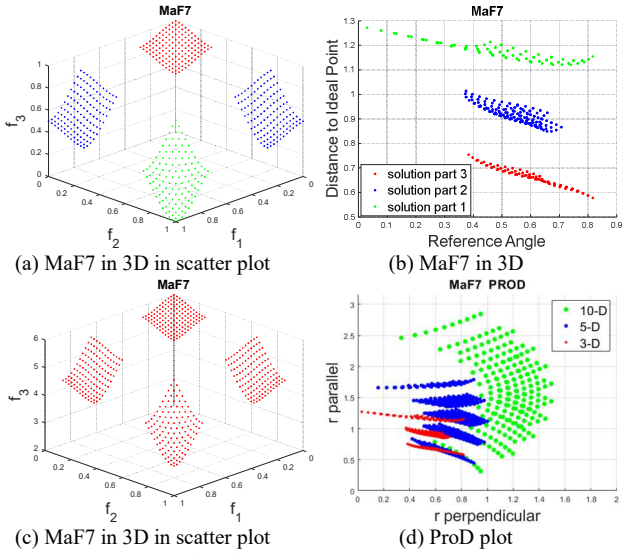 MaF7
f3
1
0.8
0.6
0.4
0.2
0
0
0.2
0.4
0.6
0.8
1
1
0.8
0.6
0.4
0.2
0
f2
f1
(a) MaF7 in 3D in scatter plot
MaF7
Distance to Ideal Point
1.3
1.2
1.1
1
0.9
0.8
0.7
0.6
0.5
solution part 3
solution part 2
solution part 1
0 0.1 0.2 0.3 0.4 0.5 0.6 0.7 0.8 0.9
Reference Angle
(b) MaF7 in 3D
MaF7
f3
6
5
4
3
2
0
0.2
0.4
0.6
0.8
1
1
0.8
0.6
0.4
0.2
0
f2
f1
(c) MaF7 in 3D in scatter plot
MaF7 PROD
r parallel
3
2.5
2
1.5
1
0.5
0
10-D
5-D
3-D
0 0.2 0.4 0.6 0.8 1 1.2 1.4 1.6 1.8 2
r perpendicular
(d) ProD plot